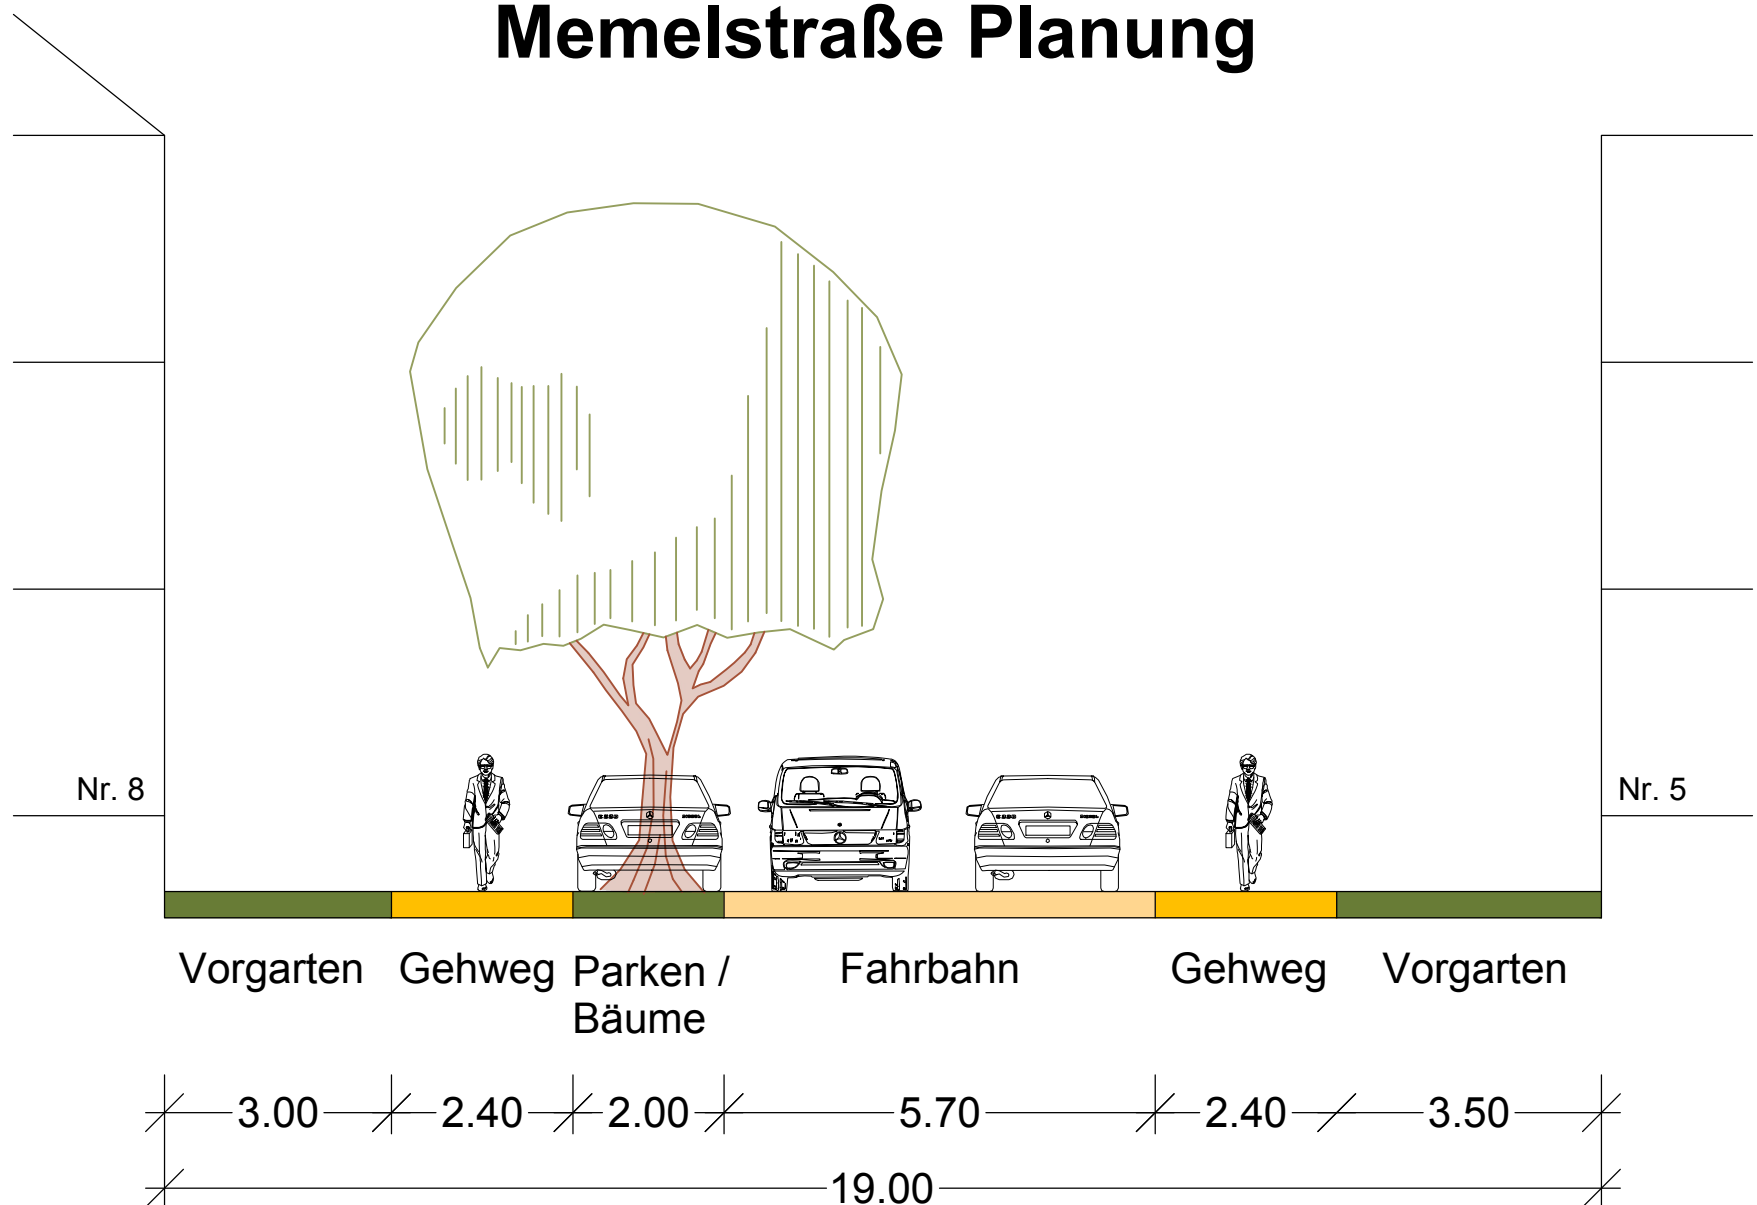 Memelstraße Planung
Nr. 8
Nr. 5
Vorgarten
Gehweg
Parken /
Bäume
Fahrbahn
Gehweg
Vorgarten
3.00
2.40
2.00
5.70
2.40
3.50
19.00